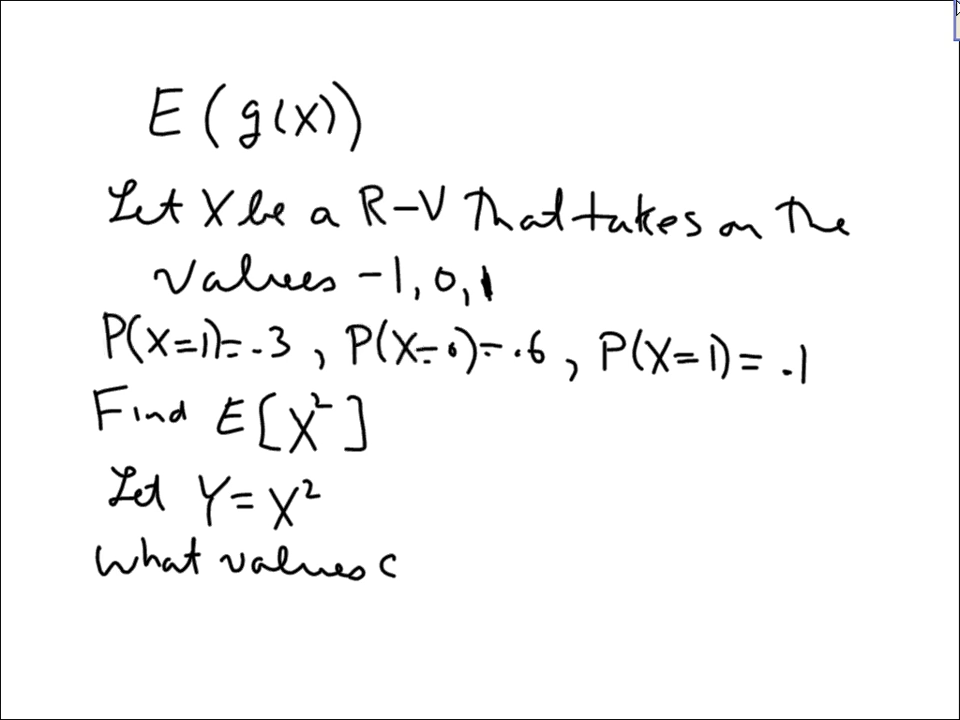 E(g(x))
Let X be a R-V That takes on The
values -1, 0, 1
P(X=1)=.3, P(X=0)=.6, P(X=1)=.1
Find E[X²]
Let Y=X²
What values c